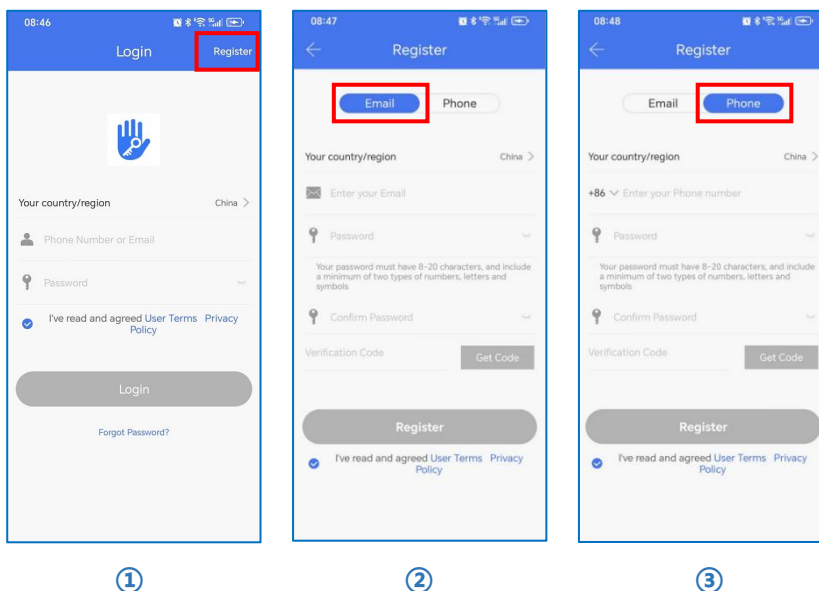 08:46
Login
Register
Your country/region
China
Phone Number or Email
Password
I've read and agreed User Terms Privacy
Policy
Login
Forgot Password?
①
08:47
Register
Email
Phone
Your country/region
China
Enter your Email
Password
Your password must have 8-20 characters, and include
a minimum of two types of numbers, letters and
symbols
Confirm Password
Verification Code
Get Code
Register
I've read and agreed User Terms Privacy
Policy
②
08:48
Register
Email
Phone
Your country/region
China
+86
Enter your Phone number
Password
Your password must have 8-20 characters, and include
a minimum of two types of numbers, letters and
symbols
Confirm Password
Verification Code
Get Code
Register
I've read and agreed User Terms Privacy
Policy
③